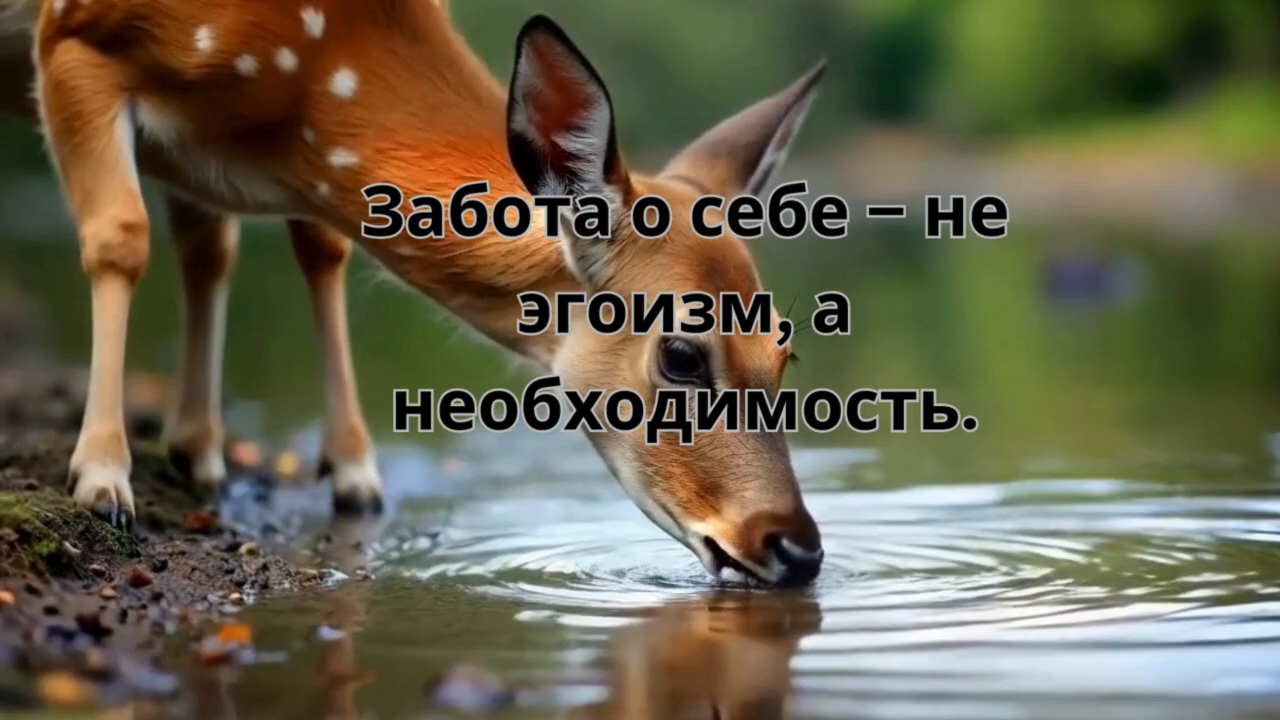 Забота о себе – не
эгоизм, а
необходимость.